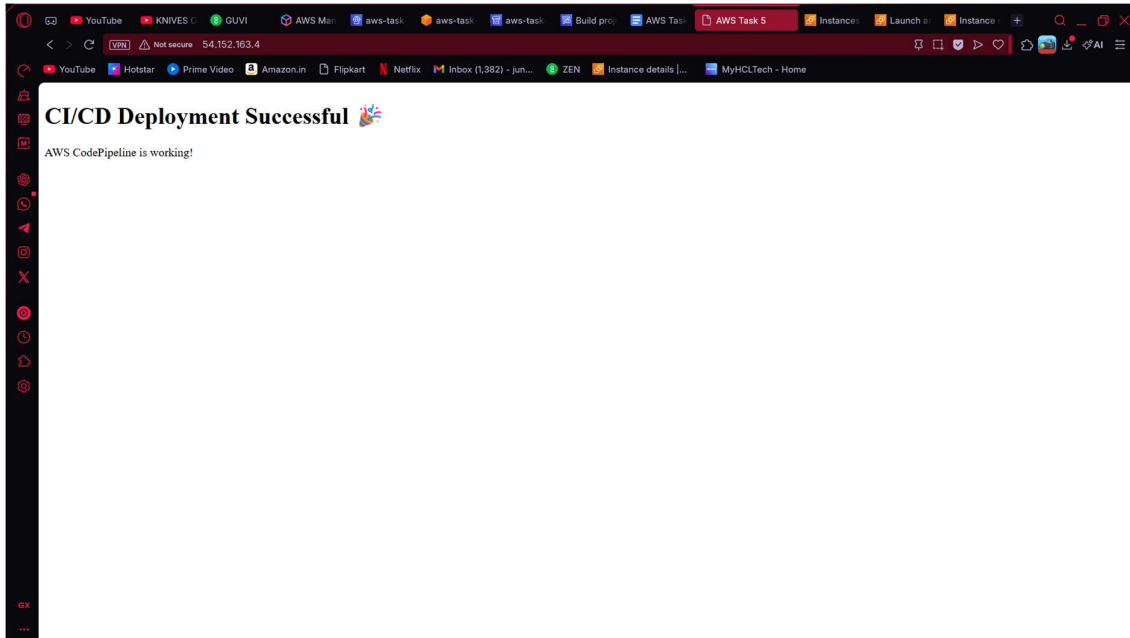 YouTube
KNIVES O
GUVI
AWS Man
aws-task
aws-task
aws-task
Build proj
AWS Task
AWS Task 5
Instances
Launch a
Instance
VPN
Not secure 54.152.163.4
AI
YouTube
Hotstar
Prime Video
Amazon.in
Flipkart
Netflix
Inbox (1,382) - jun...
ZEN
Instance details |...
MyHCLTech - Home
CI/CD Deployment Successful 🎉
AWS CodePipeline is working!
GX